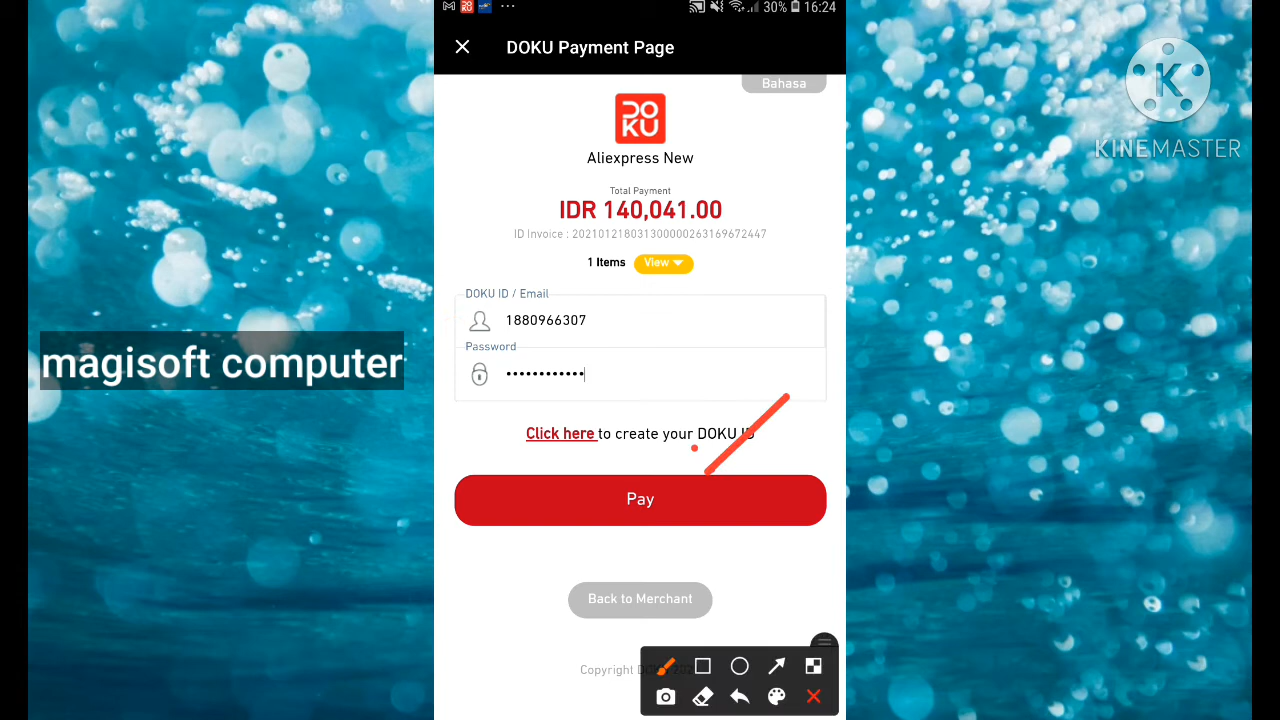 30% 16:24
DOKU Payment Page
Bahasa
DOKU
Aliexpress New
Total Payment
IDR 140,041.00
ID Invoice : 20210121803130000026316967244​7
1 Items View
DOKU ID / Email
1880966307
Password
Click here to create your DOKU ID
Pay
Back to Merchant
Copyright
magisoft computer
K
KINEMASTER